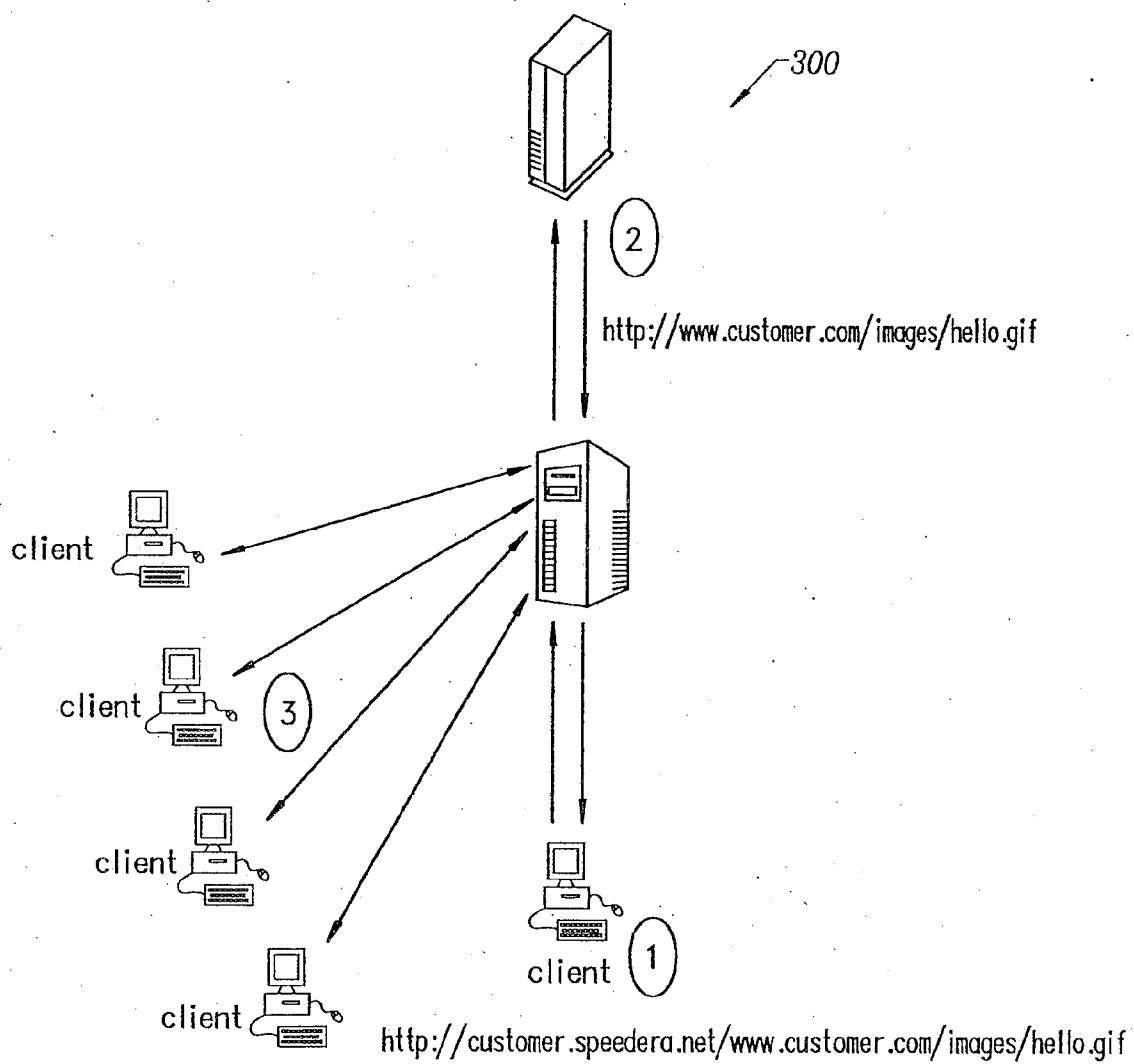 300
2
http://www.customer.com/images/hello.gif
client
client
3
client
client
1
client
http://customer.speedera.net/www.customer.com/images/hello.gif